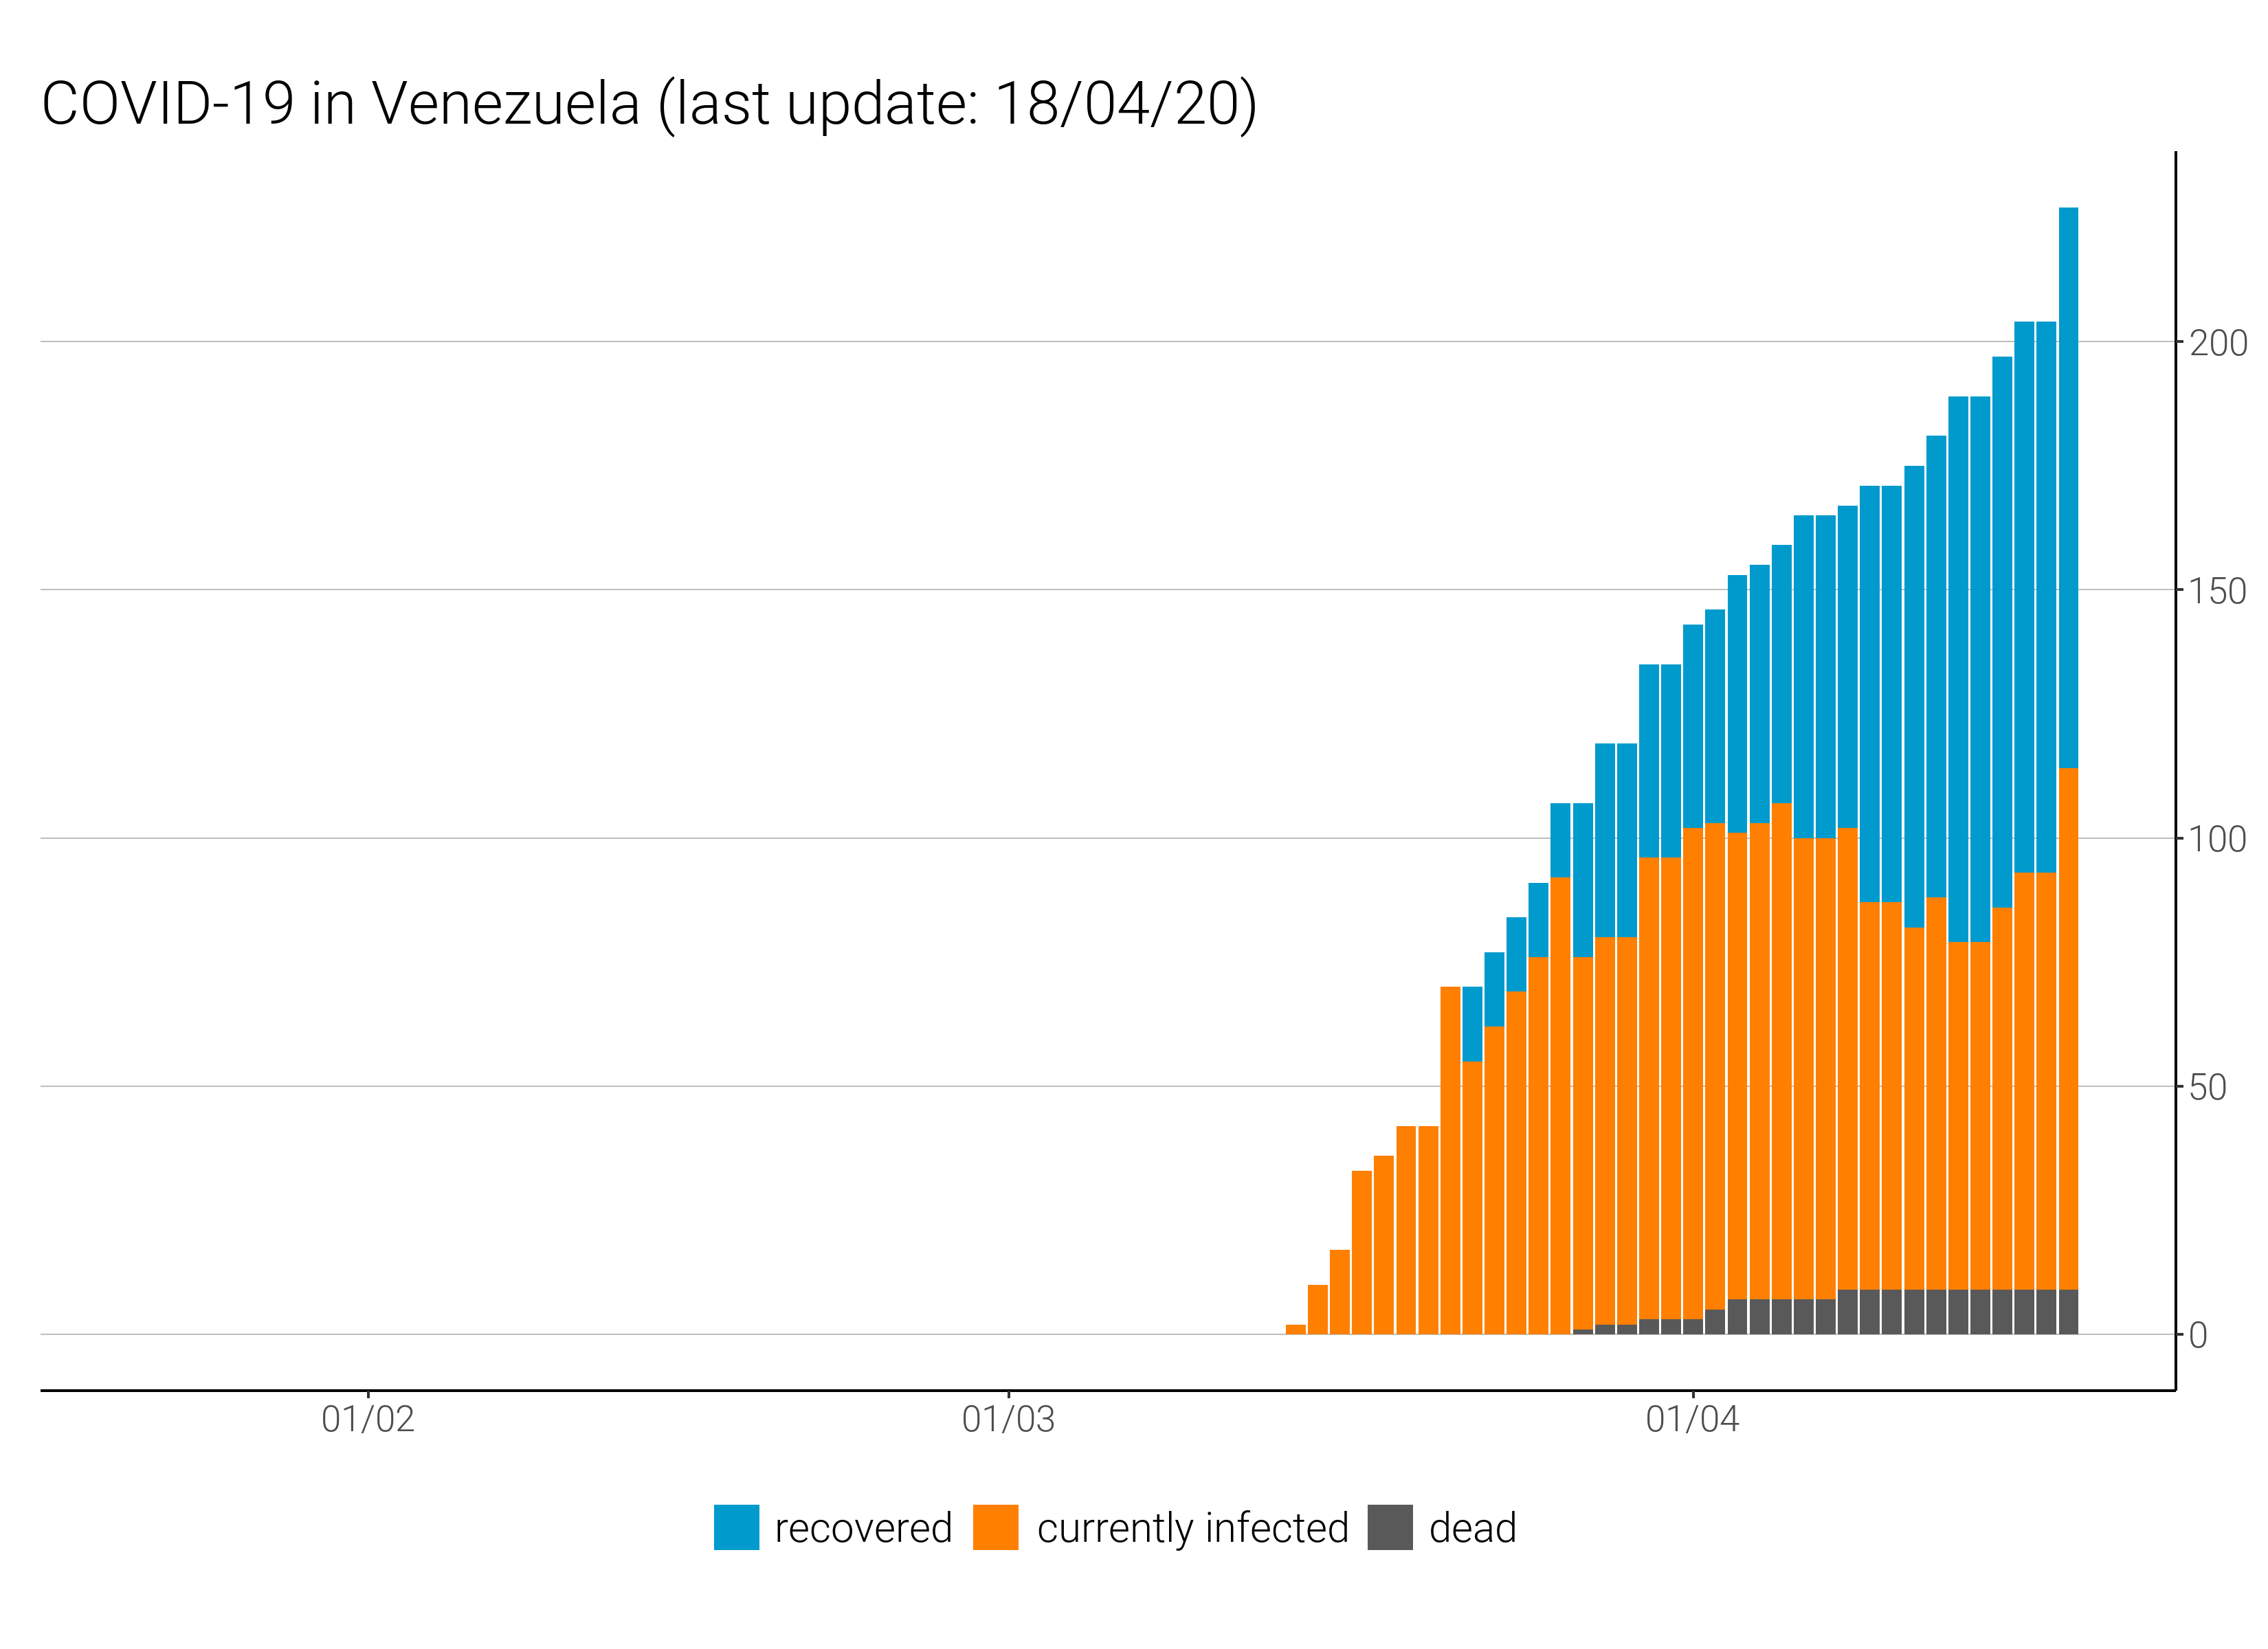 COVID-19 in Venezuela (last update: 18/04/20)
200
150
100
50
0
01/02 01/03 01/04
recovered currently infected dead